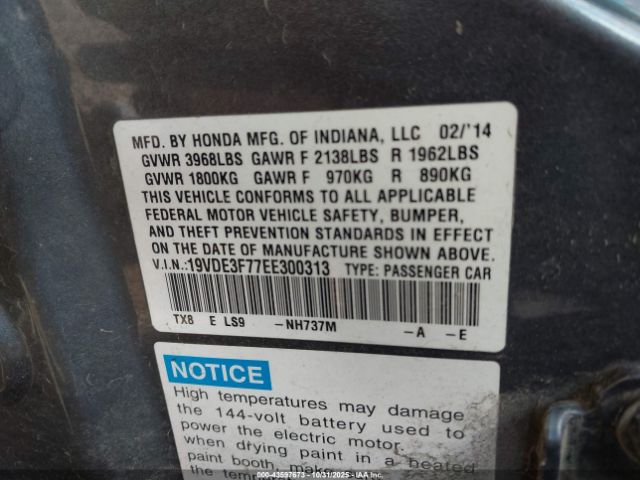 MFD. BY HONDA MFG. OF INDIANA, LLC 02/'14
GVWR 3968LBS GAWR F 2138LBS R 1962LBS
GVWR 1800KG GAWR F 970KG R 890KG
THIS VEHICLE CONFORMS TO ALL APPLICABLE
FEDERAL MOTOR VEHICLE SAFETY, BUMPER,
AND THEFT PREVENTION STANDARDS IN EFFECT
ON THE DATE OF MANUFACTURE SHOWN ABOVE.
V.I.N.:19VDE3F77EE300313 TYPE: PASSENGER CAR
TX8 E LS9 -NH737M -A -E
NOTICE
High temperatures may damage
the 144-volt battery used to
power the electric motor.
when drying paint in a heated
paint booth,
the
© COPYRIGHT IAA - 43597673 - 10/31/2025 - USA